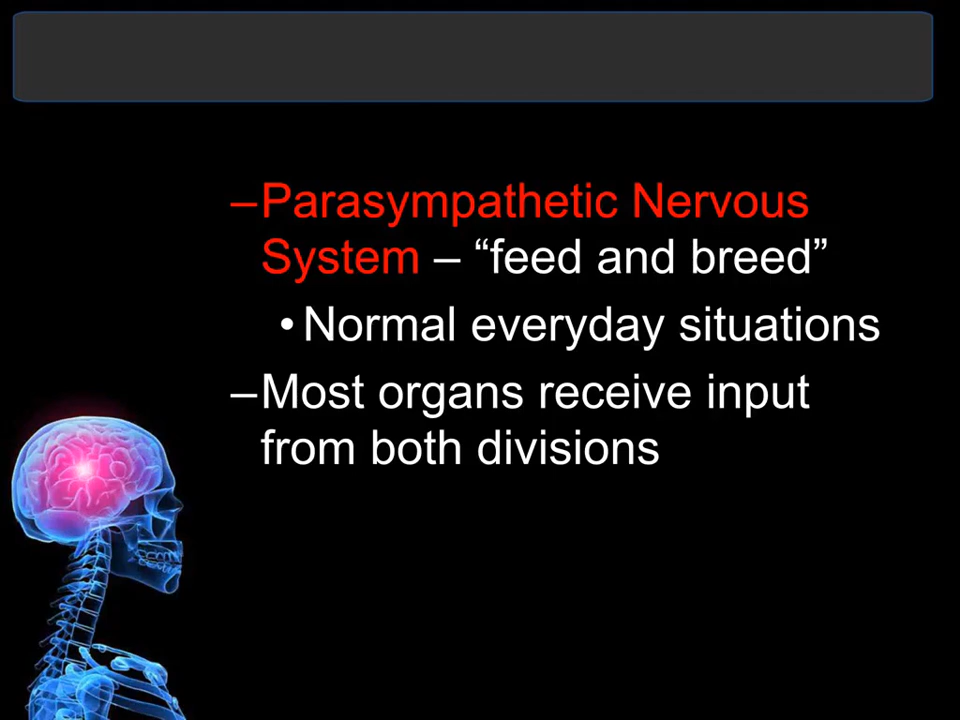 –Parasympathetic Nervous
System – “feed and breed”
•Normal everyday situations
–Most organs receive input
from both divisions